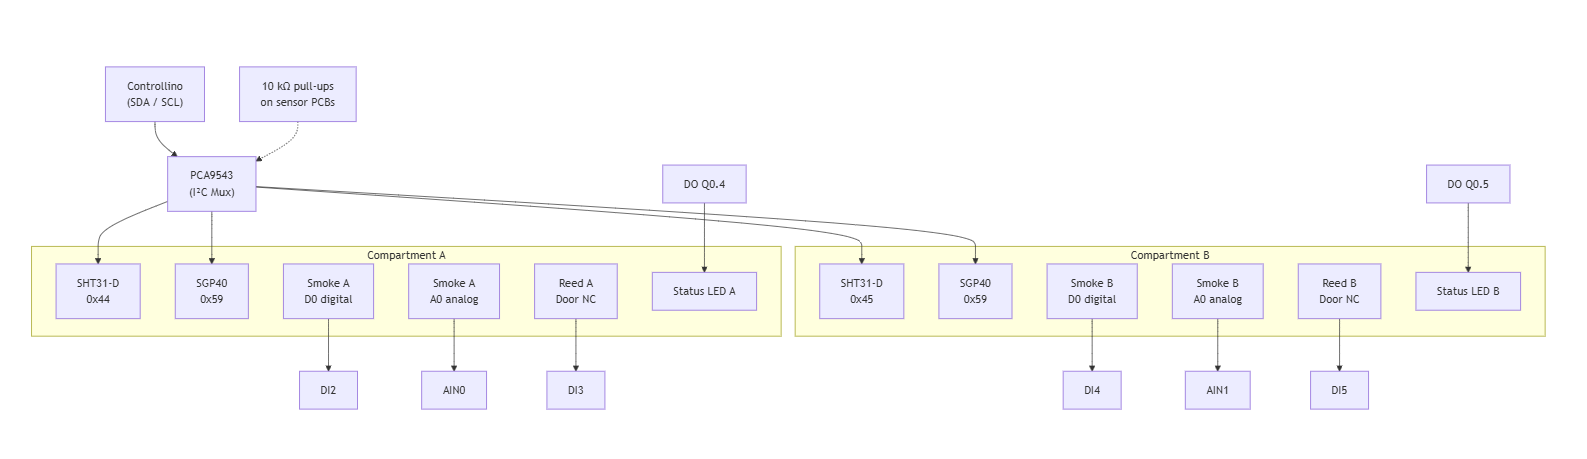 Controllino
(SDA / SCL)
10 kΩ pull-ups
on sensor PCBs
PCA9543
(I²C Mux)
DO Q0.4
DO Q0.5
Compartment A
SHT31-D
0x44
SGP40
0x59
Smoke A
D0 digital
Smoke A
A0 analog
Reed A
Door NC
Status LED A
Compartment B
SHT31-D
0x45
SGP40
0x59
Smoke B
D0 digital
Smoke B
A0 analog
Reed B
Door NC
Status LED B
DI2
AIN0
DI3
DI4
AIN1
DI5